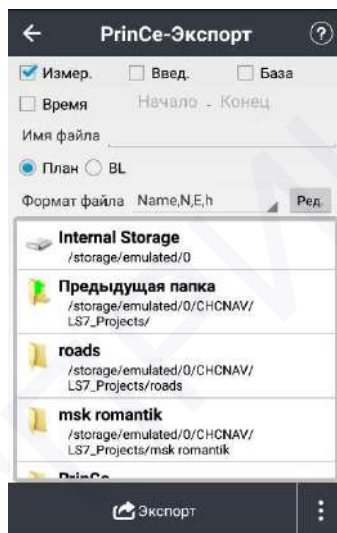 PrinCe-Экспорт ?
Измер. Введ. База
Время Начало - Конец
Имя файла
План BL
Формат файла Name,N,E,h Ред.
Internal Storage
/storage/emulated/0
Предыдущая папка
/storage/emulated/0/CHCNAV/
LS7_Projects/
roads
/storage/emulated/0/CHCNAV/
LS7_Projects/roads
msk romantik
/storage/emulated/0/CHCNAV/
LS7_Projects/msk romantik
PrinCe
Экспорт